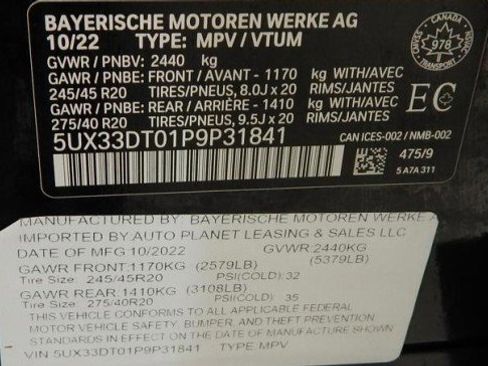 BAYERISCHE MOTOREN WERKE AG
10/22 TYPE: MPV / VTUM
GVWR / PNBV: 2440 kg
GAWR / PNBE: FRONT / AVANT - 1170 kg WITH/AVEC
245/45 R20 TIRES/PNEUS, 8.0J x 20 RIMS/JANTES
GAWR / PNBE: REAR / ARRIÈRE - 1410 kg WITH/AVEC
275/40 R20 TIRES/PNEUS, 9.5J x 20 RIMS/JANTES
5UX33DT01P9P31841
CANADA
978
TRANSPORT
EC
CAN ICES-002 / NMB-002
475/9
5 A7A 311
MANUFACTURED BY: BAYERISCHE MOTOREN WERKE A
IMPORTED BY:AUTO PLANET LEASING & SALES LLC
DATE OF MFG 10/2022 GVWR:2440KG
(5379LB)
GAWR FRONT:1170KG (2579LB)
Tire Size 245/45R20 PSI(COLD): 32
GAWR REAR 1410KG (3108LB)
Tire Size: 275/40R20 PSI(COLD): 35
THIS VEHICLE CONFORMS TO ALL APPLICABLE FEDERAL
MOTOR VEHICLE SAFETY, BUMPER, AND THEFT PREVENTION
STANDARDS IN EFFECT ON THE DATE OF MANUFACTURE SHOWN
VIN 5UX33DT01P9P31841 TYPE: MPV